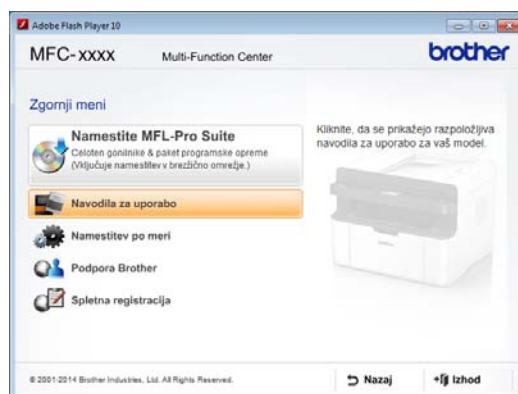 Adobe Flash Player 10
MFC-xxxx
Multi-Function Center
brother
Zgornji meni
Namestite MFL-Pro Suite
Celoten gonilnik & paket programske opreme
(Vključuje namestitev v brezžično omrežje.)
Navodila za uporabo
Namestitev po meri
Podpora Brother
Spletna registracija
Kliknite, da se prikažejo razpoložljiva
navodila za uporabo za vaš model.
© 2001-2014 Brother Industries, Ltd. All Rights Reserved.
Nazaj
Izhod